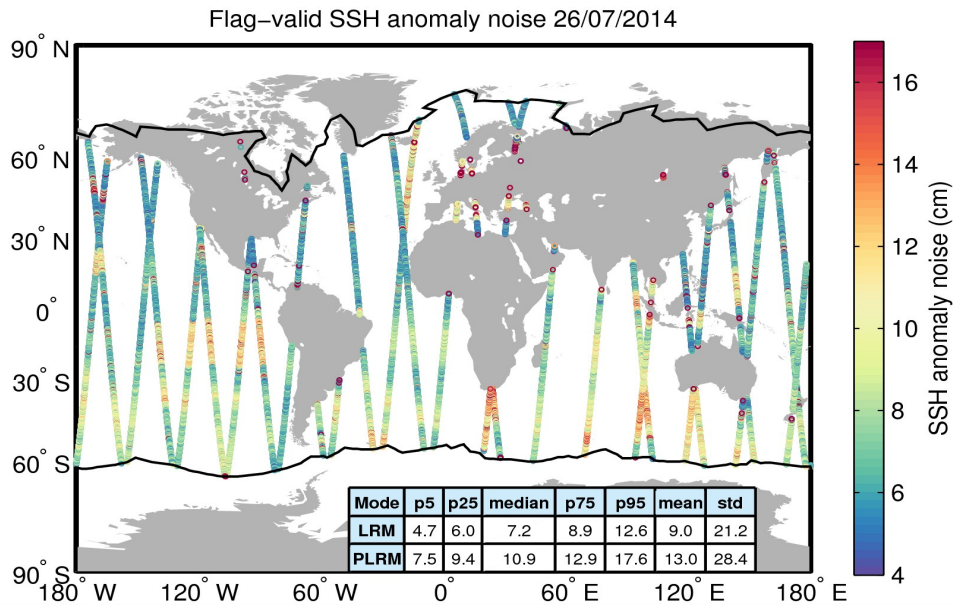 Flag−valid SSH anomaly noise 26/07/2014
90° N
60° N
30° N
0°
30° S
60° S
90° S
180° W
120° W
60° W
0°
60° E
120° E
180° E
Mode p5 p25 median p75 p95 mean std
LRM 4.7 6.0 7.2 8.9 12.6 9.0 21.2
PLRM 7.5 9.4 10.9 12.9 17.6 13.0 28.4
16
14
12
10
8
6
4
SSH anomaly noise (cm)